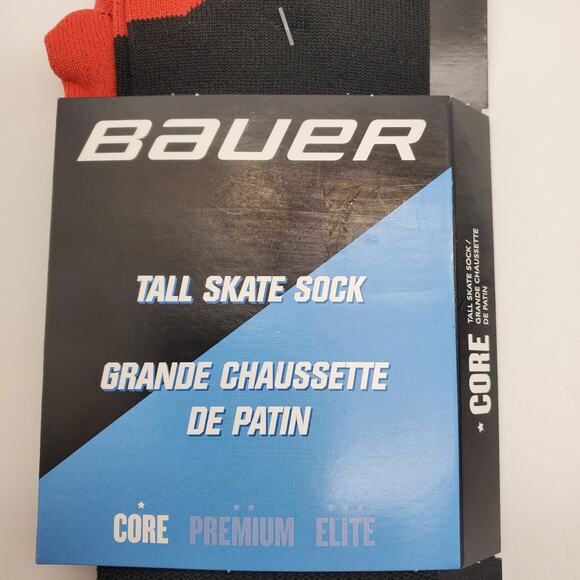 BAUER
TALL SKATE SOCK
GRANDE CHAUSSETTE
DE PATIN
CORE PREMIUM ELITE
CORE
TALL SKATE SOCK /
GRANDE CHAUSSETTE
DE PATIN